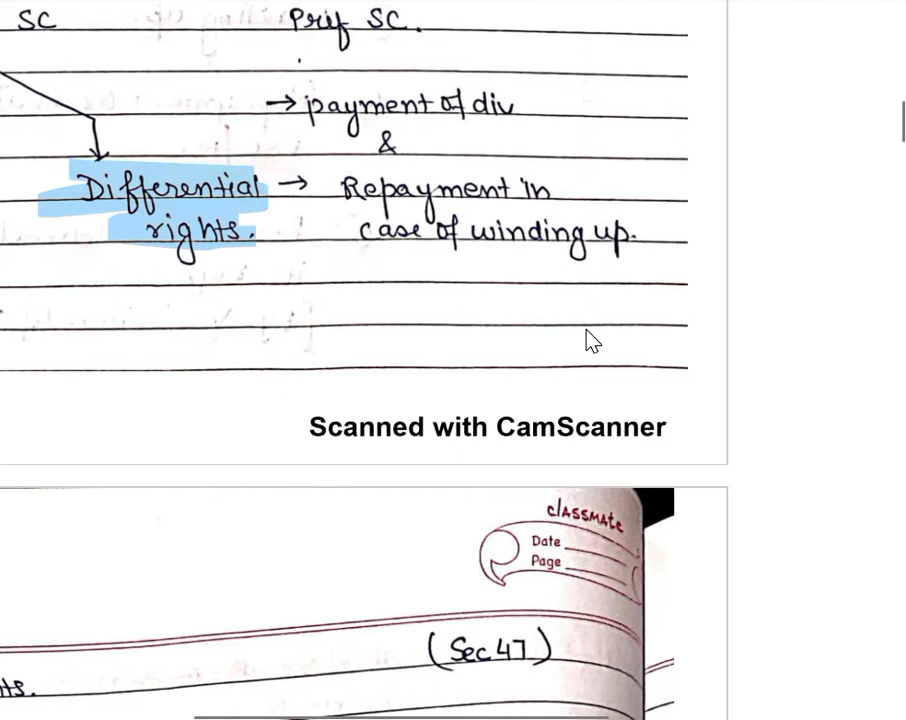 SC Pref SC.
→ payment of div
&
Differential → Repayment in
rights. case of winding up.
Scanned with CamScanner
classmate
Date
Page
(Sec 47)
hts.